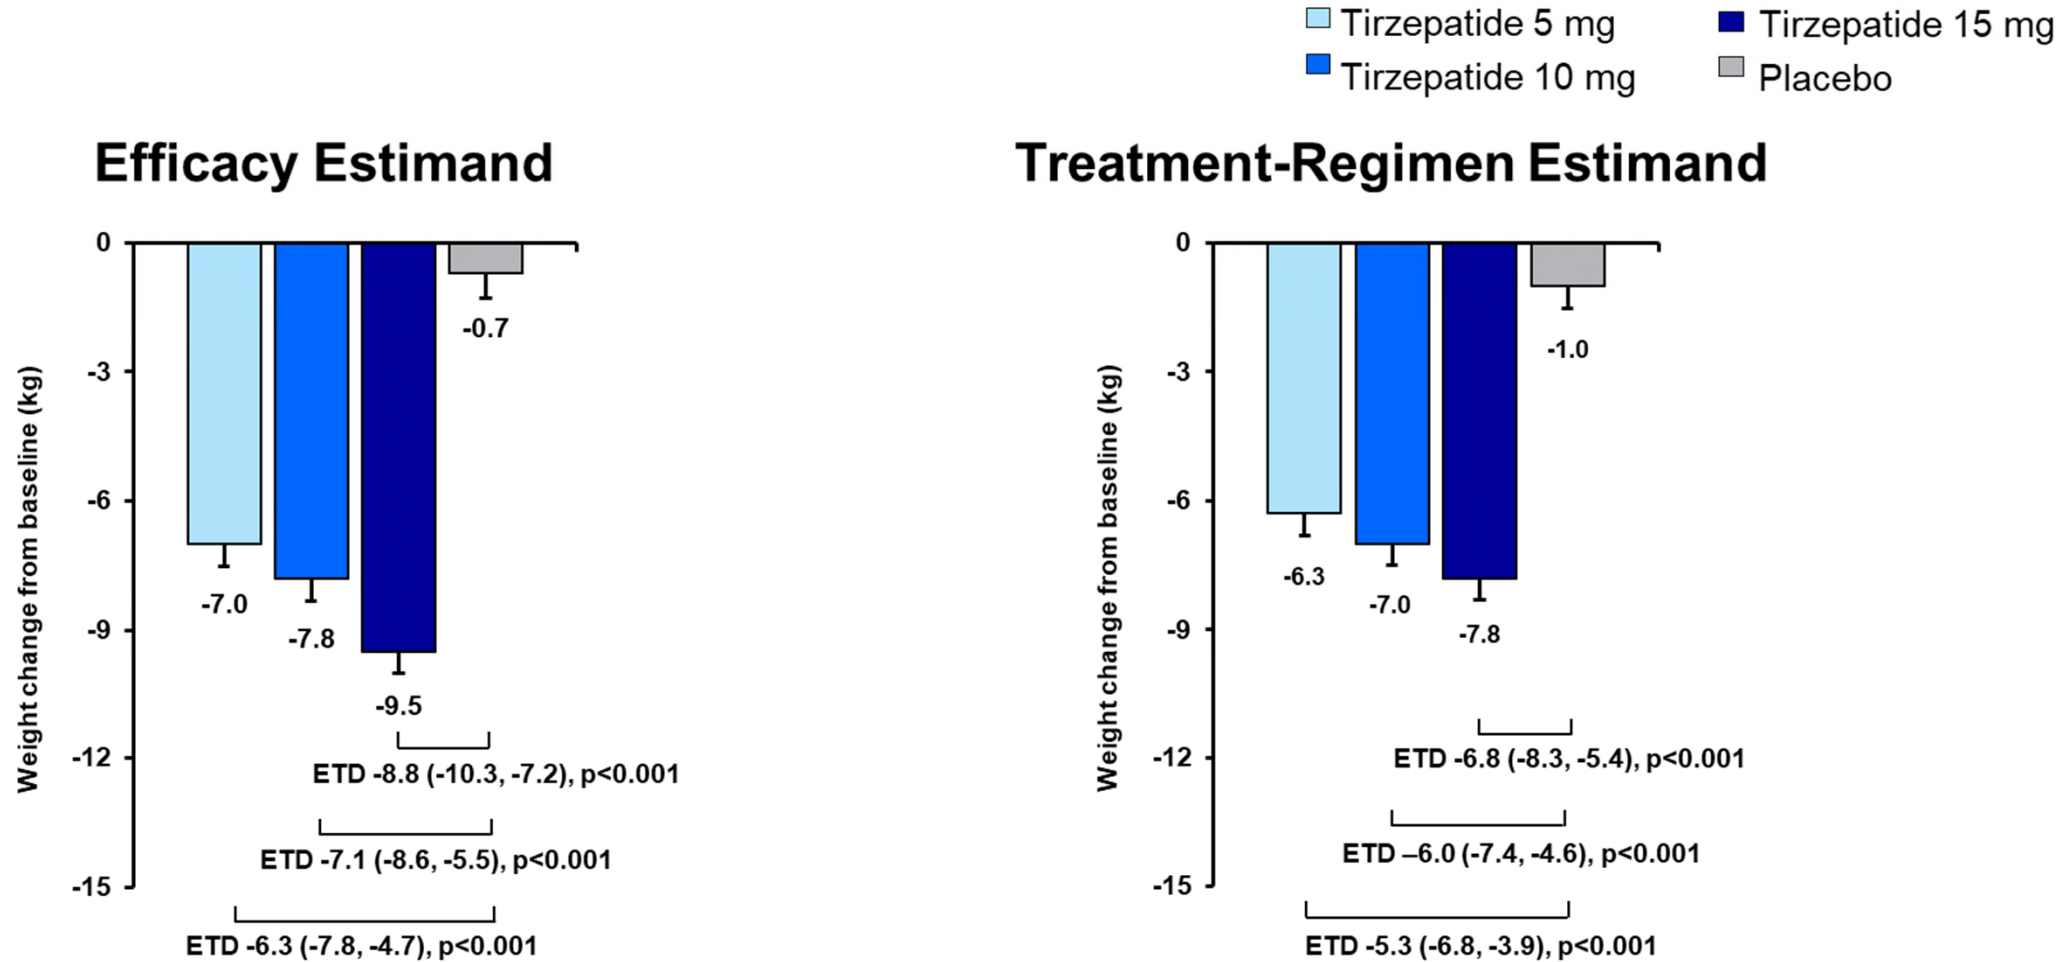 Tirzepatide 5 mg
Tirzepatide 15 mg
Tirzepatide 10 mg
Placebo
Efficacy Estimand
Weight change from baseline (kg)
0
-3
-6
-9
-12
-15
-7.0
-7.8
-9.5
-0.7
ETD -8.8 (-10.3, -7.2), p<0.001
ETD -7.1 (-8.6, -5.5), p<0.001
ETD -6.3 (-7.8, -4.7), p<0.001
Treatment-Regimen Estimand
Weight change from baseline (kg)
0
-3
-6
-9
-12
-15
-6.3
-7.0
-7.8
-1.0
ETD -6.8 (-8.3, -5.4), p<0.001
ETD –6.0 (-7.4, -4.6), p<0.001
ETD -5.3 (-6.8, -3.9), p<0.001